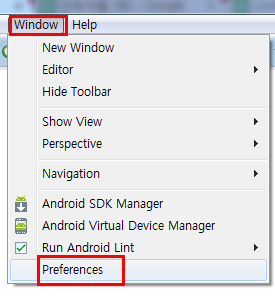 Window Help
New Window
Editor
Hide Toolbar
Show View
Perspective
Navigation
Android SDK Manager
Android Virtual Device Manager
Run Android Lint
Preferences